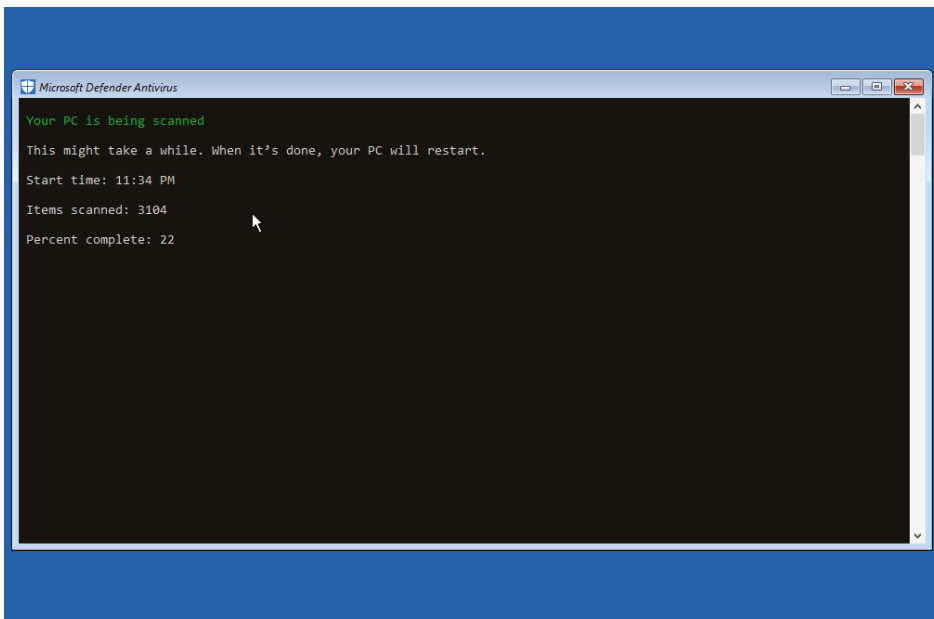 Microsoft Defender Antivirus
Your PC is being scanned
This might take a while. When it’s done, your PC will restart.
Start time: 11:34 PM
Items scanned: 3104
Percent complete: 22